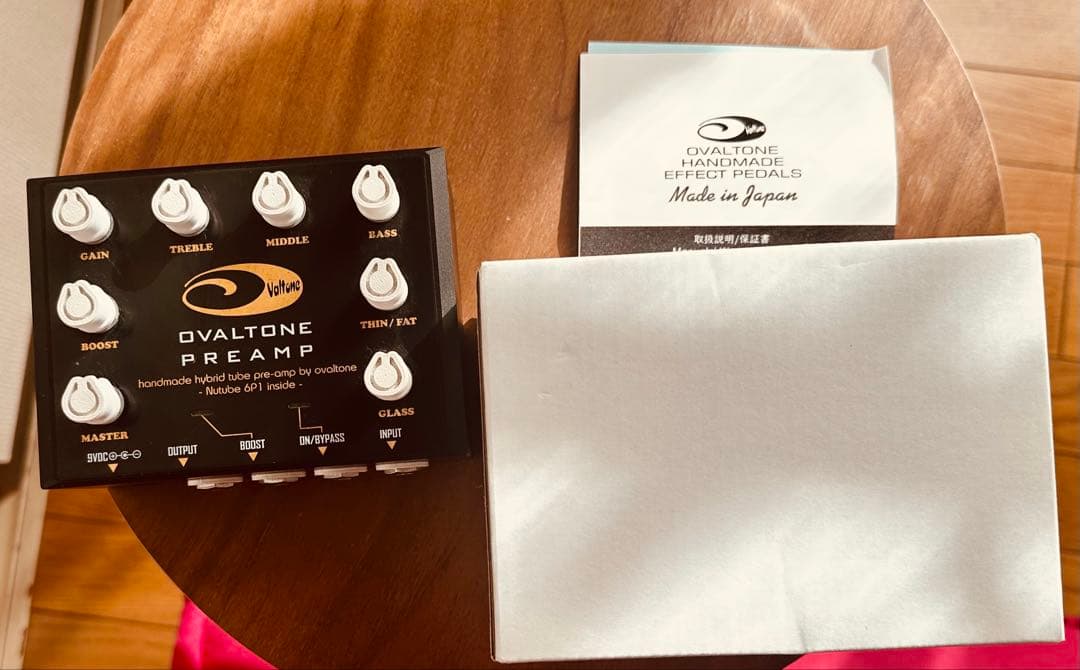 GAIN
TREBLE
MIDDLE
BASS
Voltone
BOOST
THIN/FAT
OVALTONE
PREAMP
handmade hybrid tube pre-amp by ovaltone
- Nutube 6P1 inside -
MASTER
GLASS
9VDC
OUTPUT
BOOST
ON/BYPASS
INPUT
Voltone
OVALTONE
HANDMADE
EFFECT PEDALS
Made in Japan
取扱説明/保証書